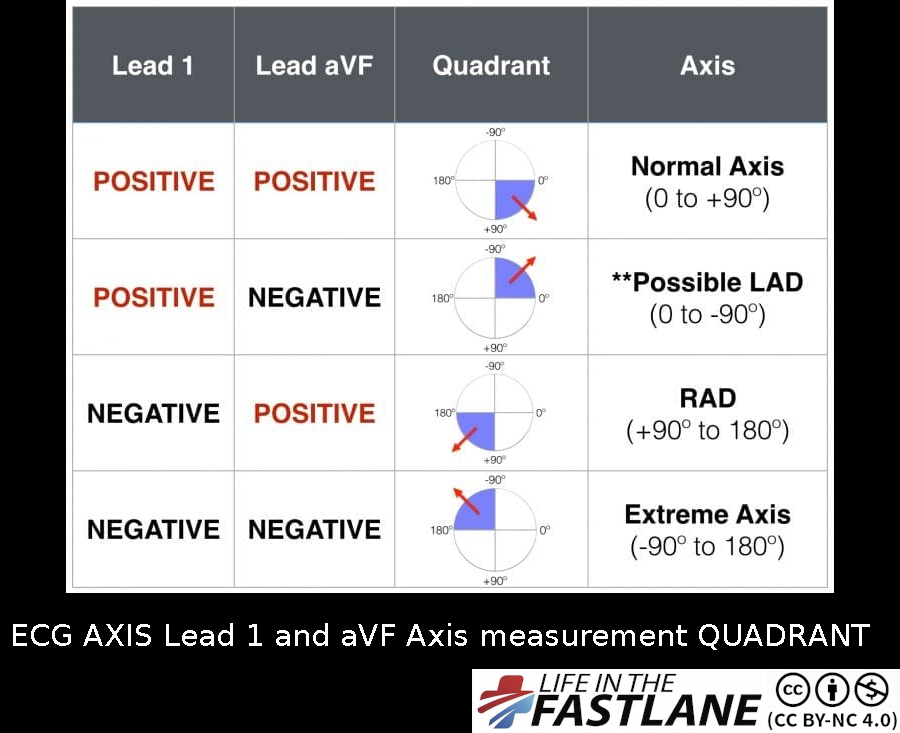 Lead 1 Lead aVF Quadrant Axis
-90°
POSITIVE POSITIVE 180° 0° Normal Axis
(0 to +90°)
+90°
-90°
POSITIVE NEGATIVE 180° 0° **Possible LAD
(0 to -90°)
+90°
-90°
NEGATIVE POSITIVE 180° 0° RAD
(+90° to 180°)
+90°
-90°
NEGATIVE NEGATIVE 180° 0° Extreme Axis
(-90° to 180°)
+90°
ECG AXIS Lead 1 and aVF Axis measurement QUADRANT
LIFE IN THE
FASTLANE
cc $
(CC BY-NC 4.0)